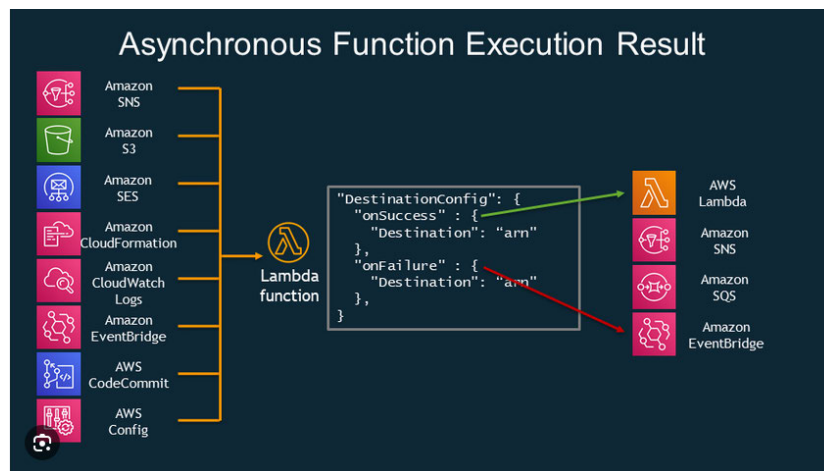 Asynchronous Function Execution Result
Amazon
SNS
Amazon
S3
Amazon
SES
Amazon
CloudFormation
Amazon
CloudWatch
Logs
Amazon
EventBridge
AWS
CodeCommit
AWS
Config
Lambda
function
"DestinationConfig": {
"onSuccess" : {
"Destination": “arn"
},
"onFailure" : {
"Destination": “arn"
},
}
AWS
Lambda
Amazon
SNS
Amazon
SQS
Amazon
EventBridge